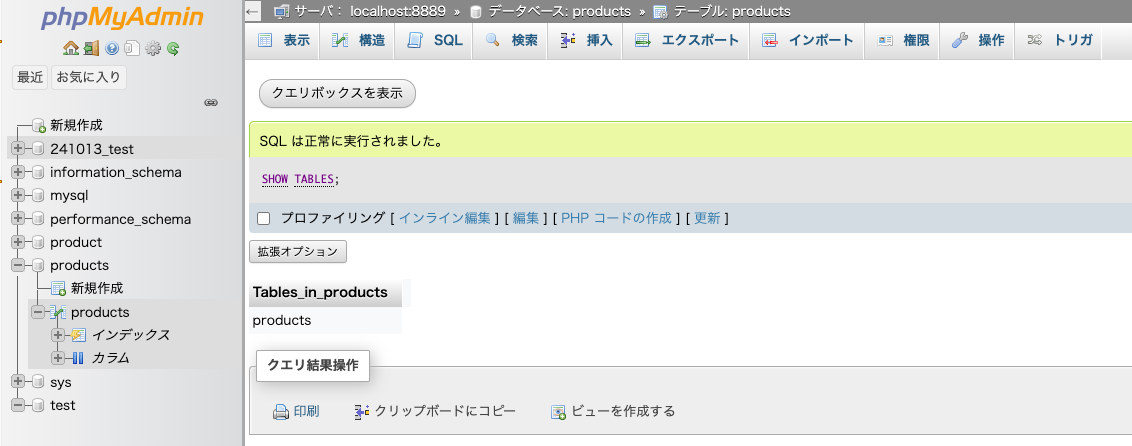 phpMyAdmin
最近 お気に入り
新規作成
241013_test
information_schema
mysql
performance_schema
product
products
新規作成
products
インデックス
カラム
sys
test
サーバ: localhost:8889 » データベース: products » テーブル: products
表示 構造 SQL 検索 挿入 エクスポート インポート 権限 操作 トリガ
クエリボックスを表示
SQL は正常に実行されました。
SHOW TABLES;
プロファイリング [ インライン編集 ] [ 編集 ] [ PHP コードの作成 ] [ 更新 ]
拡張オプション
Tables_in_products
products
クエリ結果操作
印刷 クリップボードにコピー ビューを作成する